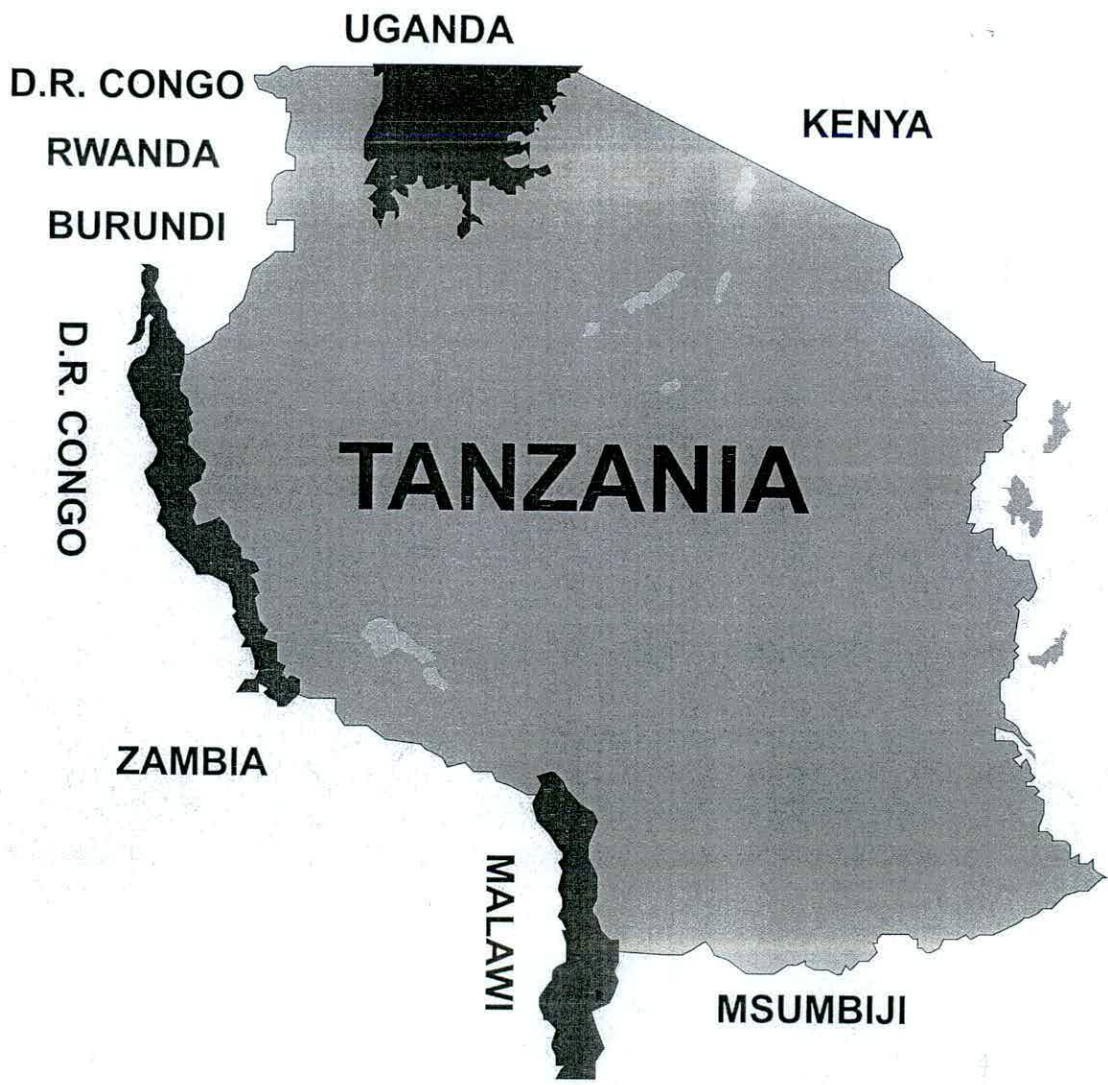 UGANDA
D.R. CONGO
KENYA
RWANDA
BURUNDI
D.R. CONGO
TANZANIA
ZAMBIA
MALAWI
MSUMBIJI